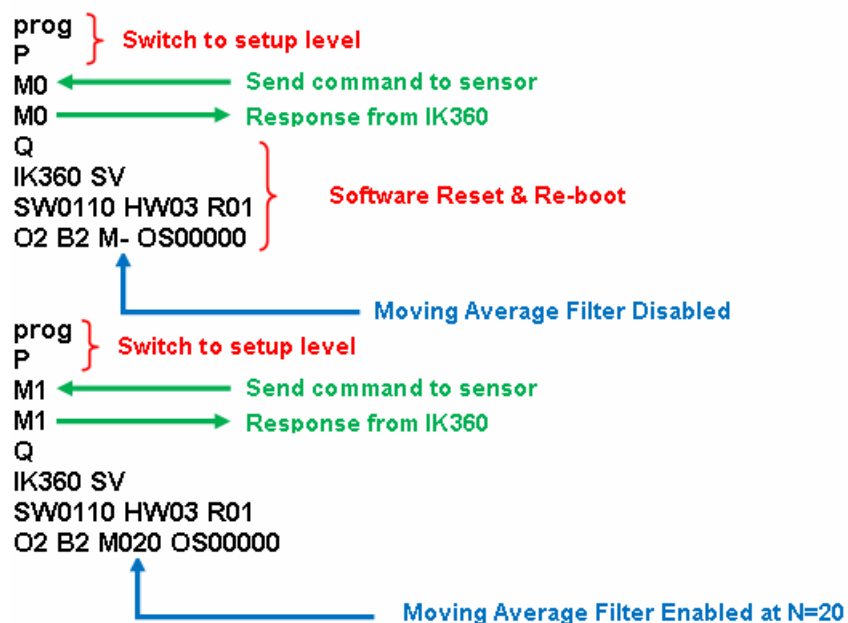 prog
P
Switch to setup level
M0 Send command to sensor
M0 Response from IK360
Q
IK360 SV
SW0110 HW03 R01
Software Reset & Re-boot
O2 B2 M- OS00000
Moving Average Filter Disabled
prog
P
Switch to setup level
M1 Send command to sensor
M1 Response from IK360
Q
IK360 SV
SW0110 HW03 R01
O2 B2 M020 OS00000
Moving Average Filter Enabled at N=20